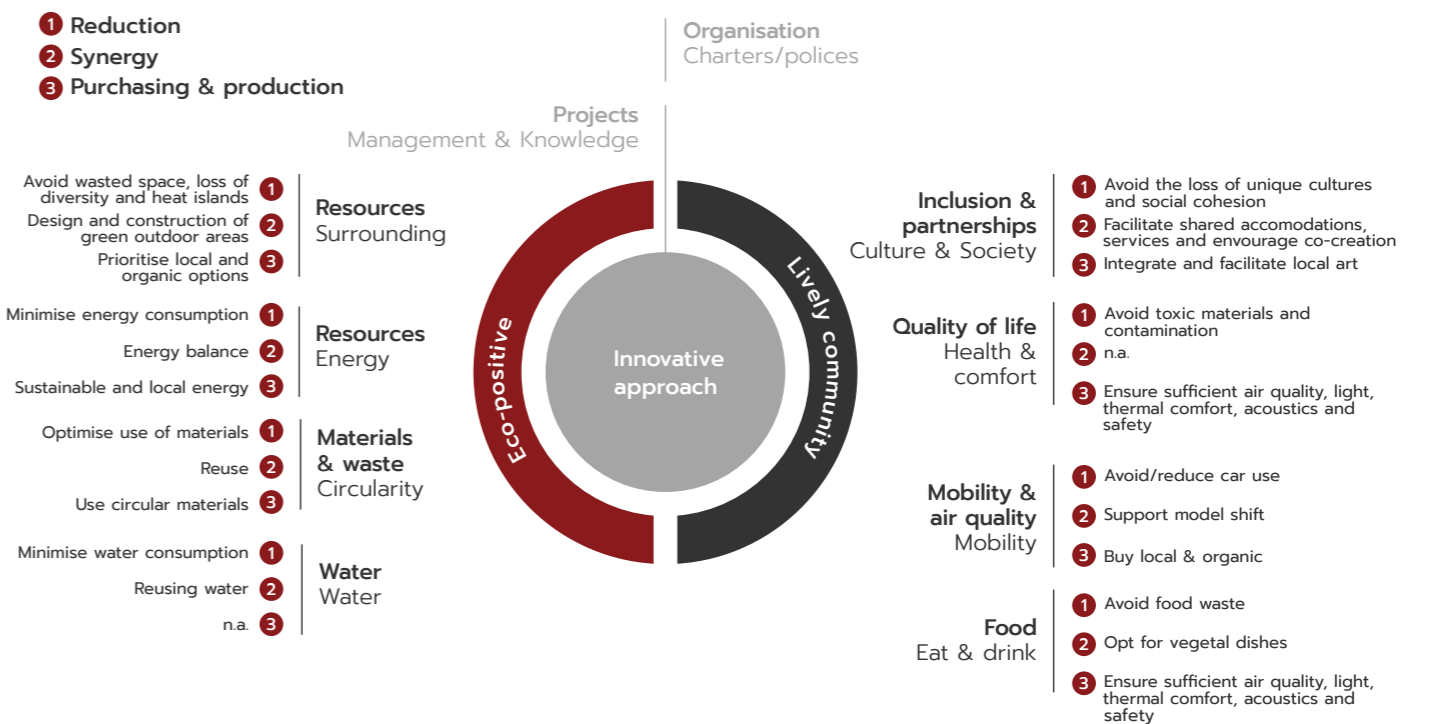 1 Reduction
2 Synergy
3 Purchasing & production
Organisation
Charters/polices
Projects
Management & Knowledge
Avoid wasted space, loss of
diversity and heat islands
1
Design and construction of
green outdoor areas
2
Prioritise local and
organic options
3
Resources
Surrounding
Minimise energy consumption 1
Energy balance 2
Sustainable and local energy 3
Resources
Energy
Optimise use of materials 1
Reuse 2
Use circular materials 3
Materials
& waste
Circularity
Minimise water consumption 1
Reusing water 2
n.a. 3
Water
Water
Eco-positive
Innovative
approach
Lively community
Inclusion &
partnerships
Culture & Society
1 Avoid the loss of unique cultures
and social cohesion
2 Facilitate shared accomodations,
services and envourage co-creation
3 Integrate and facilitate local art
Quality of life
Health &
comfort
1 Avoid toxic materials and
contamination
2 n.a.
3 Ensure sufficient air quality, light,
thermal comfort, acoustics and
safety
Mobility &
air quality
Mobility
1 Avoid/reduce car use
2 Support model shift
3 Buy local & organic
Food
Eat & drink
1 Avoid food waste
2 Opt for vegetal dishes
3 Ensure sufficient air quality, light,
thermal comfort, acoustics and
safety